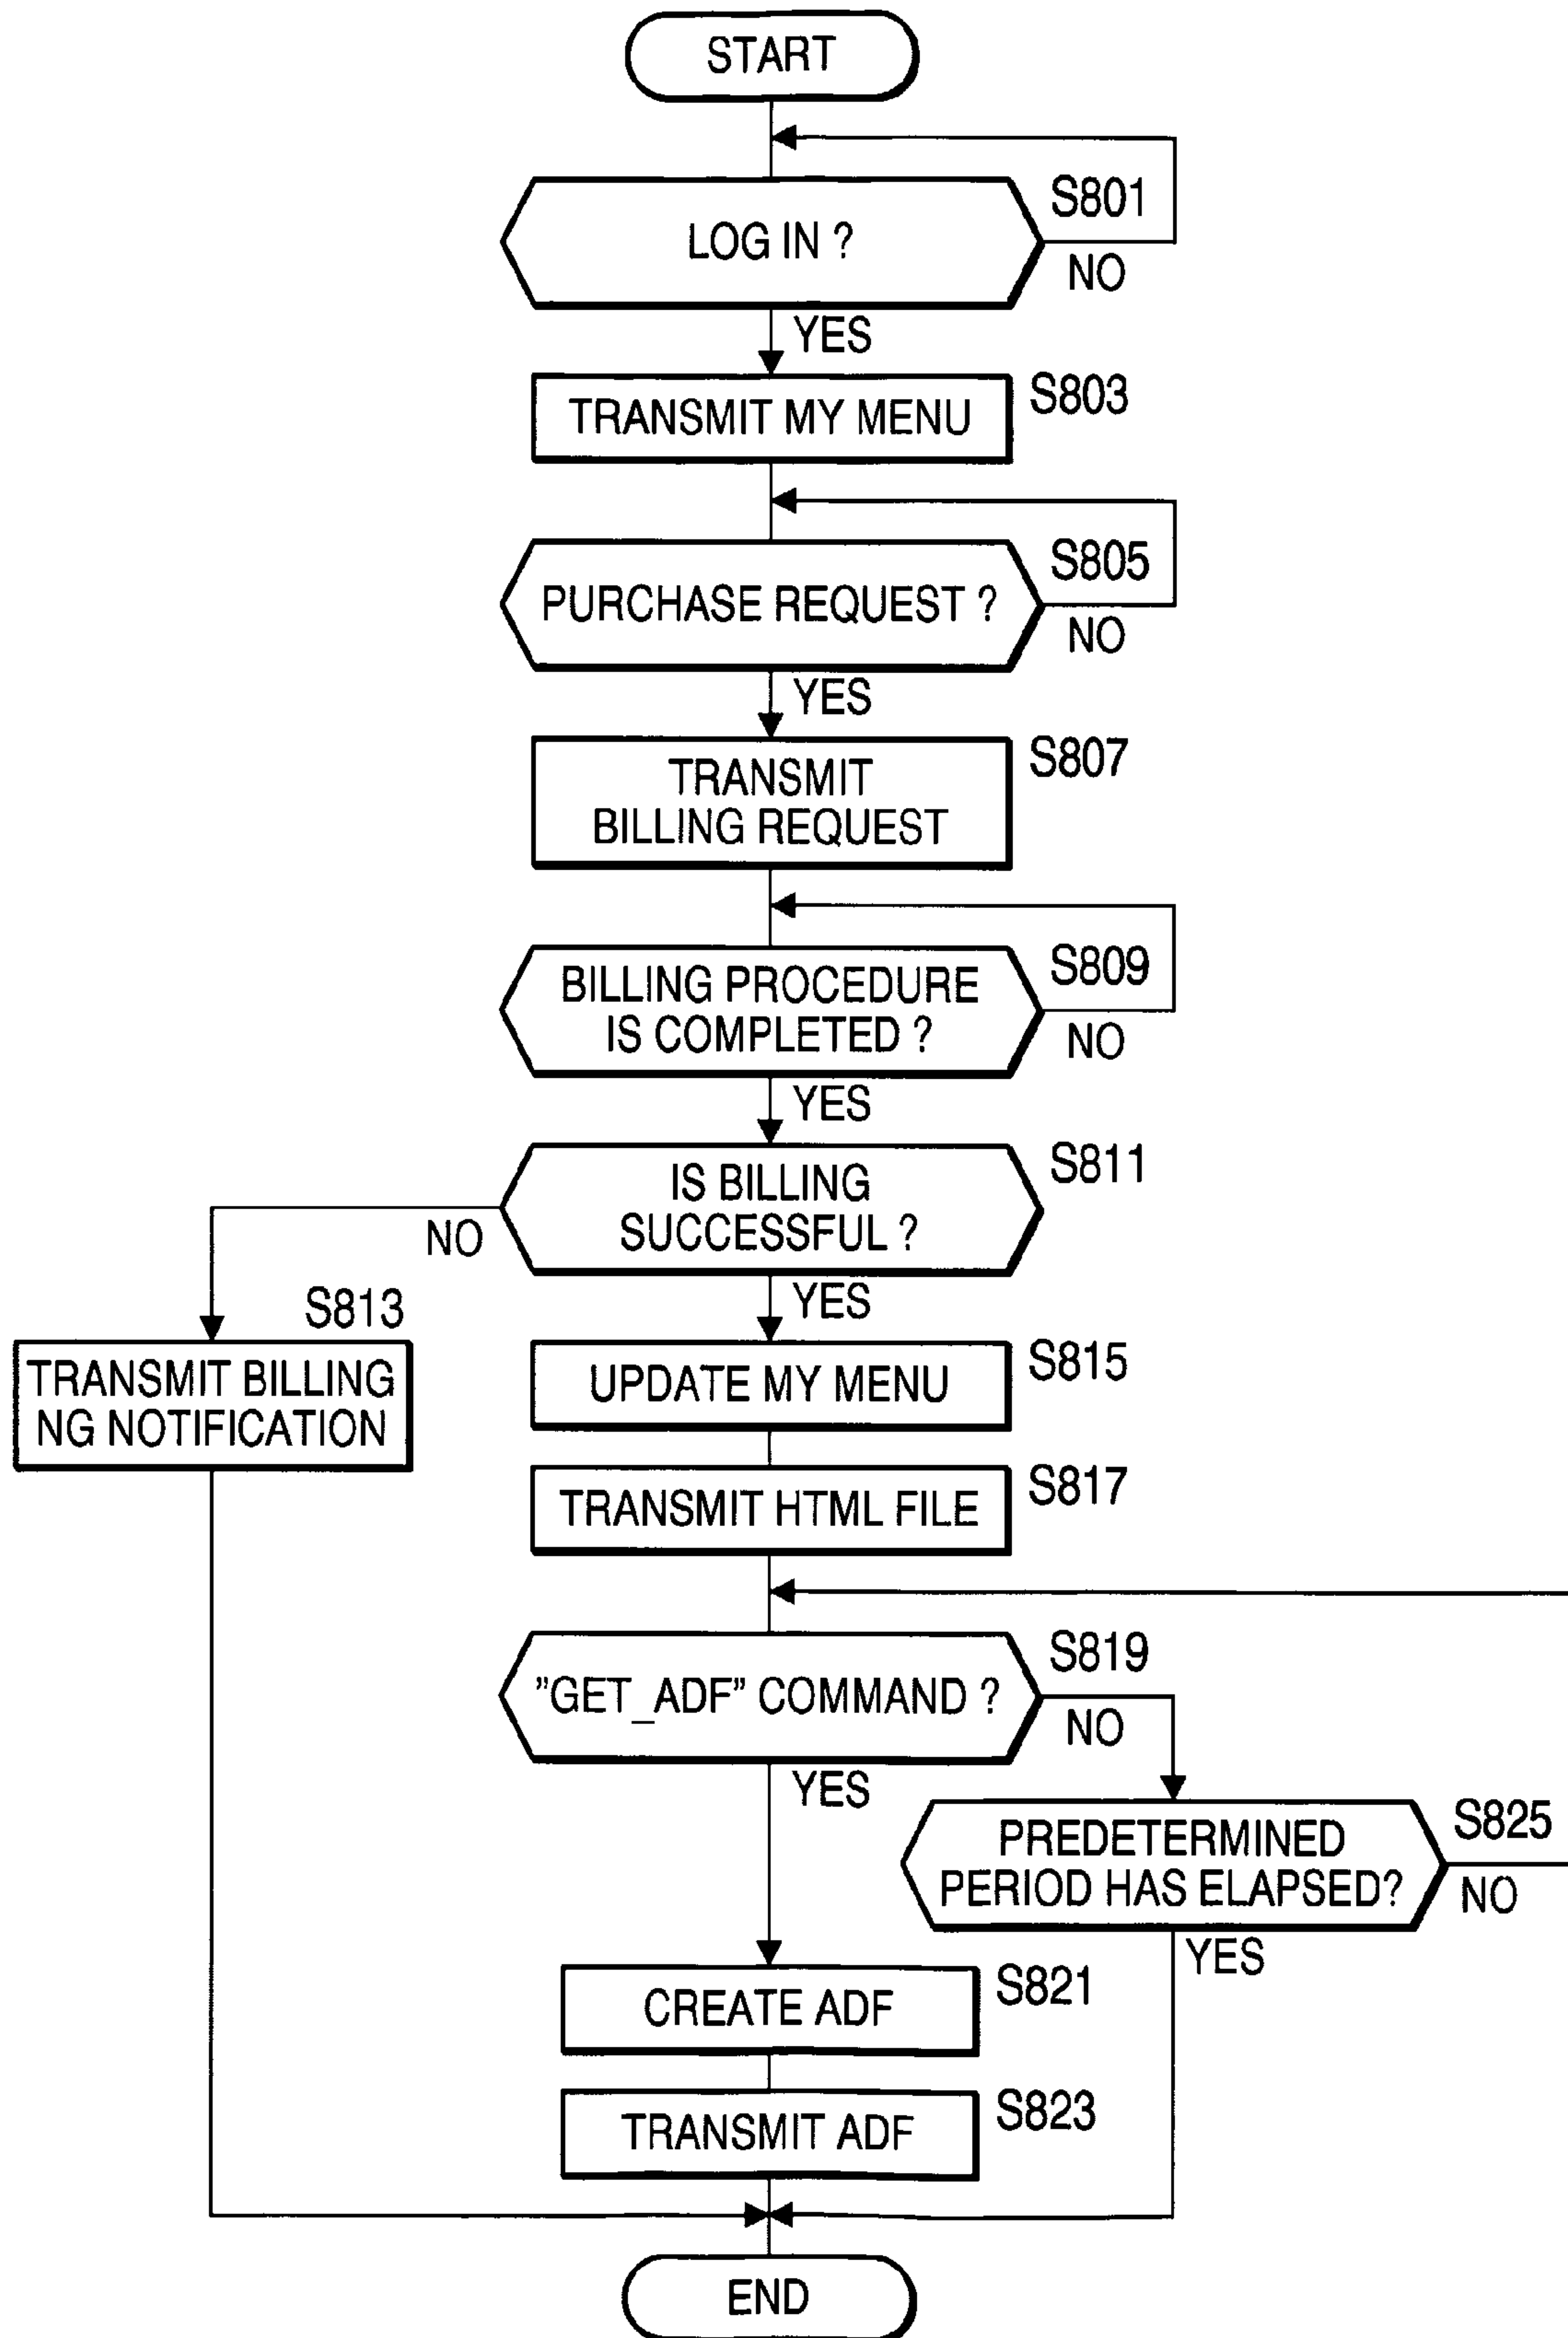 START
S801
LOG IN ?
NO
YES
S803
TRANSMIT MY MENU
S805
PURCHASE REQUEST ?
NO
YES
S807
TRANSMIT
BILLING REQUEST
S809
BILLING PROCEDURE
IS COMPLETED ?
NO
YES
S811
IS BILLING
SUCCESSFUL ?
NO
YES
S813
TRANSMIT BILLING
NG NOTIFICATION
S815
UPDATE MY MENU
S817
TRANSMIT HTML FILE
S819
”GET_ADF” COMMAND ?
NO
YES
S825
PREDETERMINED
PERIOD HAS ELAPSED?
NO
YES
S821
CREATE ADF
S823
TRANSMIT ADF
END